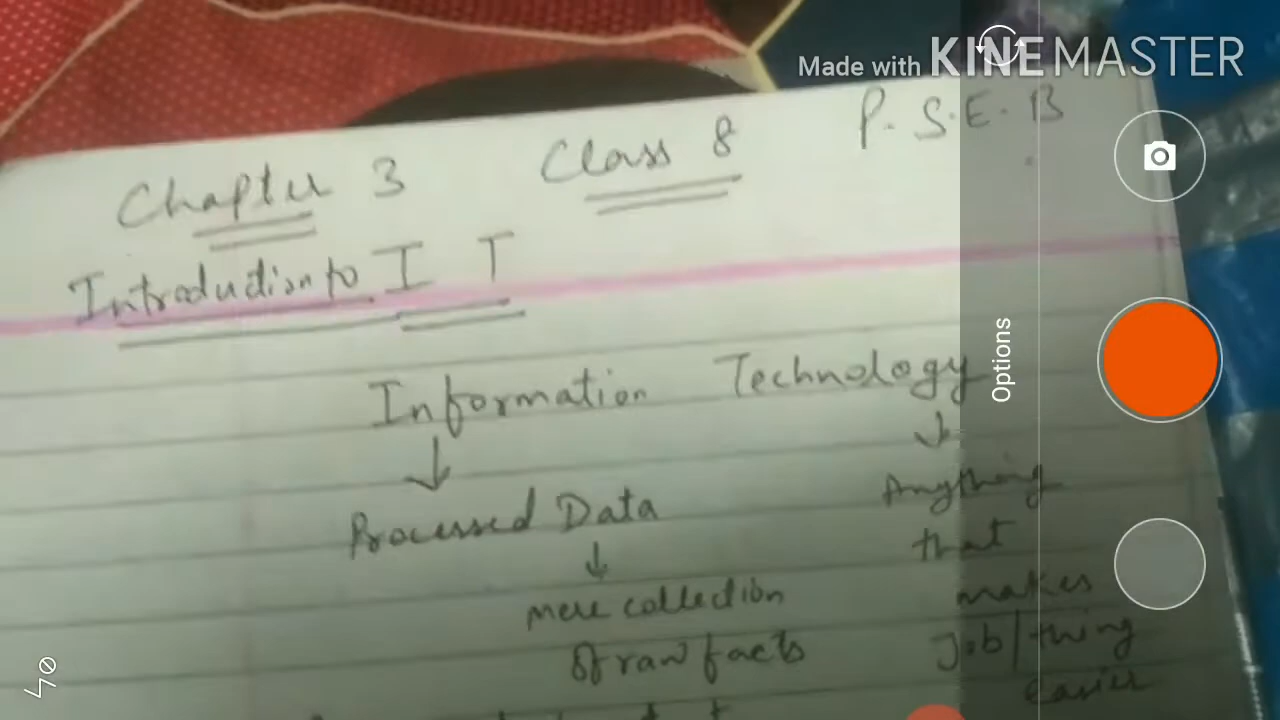 Made with KINEMASTER
Chapter 3 Class 8 P.S.E.B
Introduction to I T
Information Technology
Options
Processed Data Anything
that
mere collection makes
of raw facts Job/thing
easier